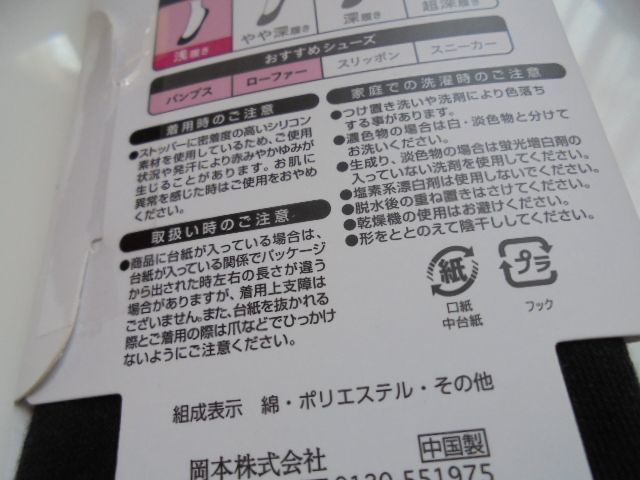 浅履き
やや深履き
深履き
超深履き
おすすめシューズ
パンプス
ローファー
スリッポン
スニーカー
着用時のご注意
●ストッパーに密着度の高いシリコン
素材を使用しているため、ご使用
状況や発汗により赤みやかゆみが
生じることがあります。お肌に
異常を感じた時はご使用をおやめ
ください。
取扱い時のご注意
●商品に台紙が入っている場合は、
台紙が入っている関係でパッケージ
から出された時左右の長さが違う
場合がありますが、着用上支障は
ございません。また、台紙を抜かれる
際とご着用の際は爪などでひっかけ
ないようにご注意ください。
家庭での洗濯時のご注意
●つけ置き洗いや洗剤により色落ち
する事があります。
●濃色物の場合は白・淡色物と分けて
お洗いください。
●生成り、淡色物の場合は蛍光増白剤の
入っていない洗剤を使用してください。
●塩素系漂白剤は使用しないでください。
●脱水後の重ね置きはさけてください。
●乾燥機の使用はお避けください。
●形をととのえて陰干ししてください。
紙
口紙
中台紙
プラ
フック
組成表示 綿・ポリエステル・その他
岡本株式会社
中国製
0120-551975